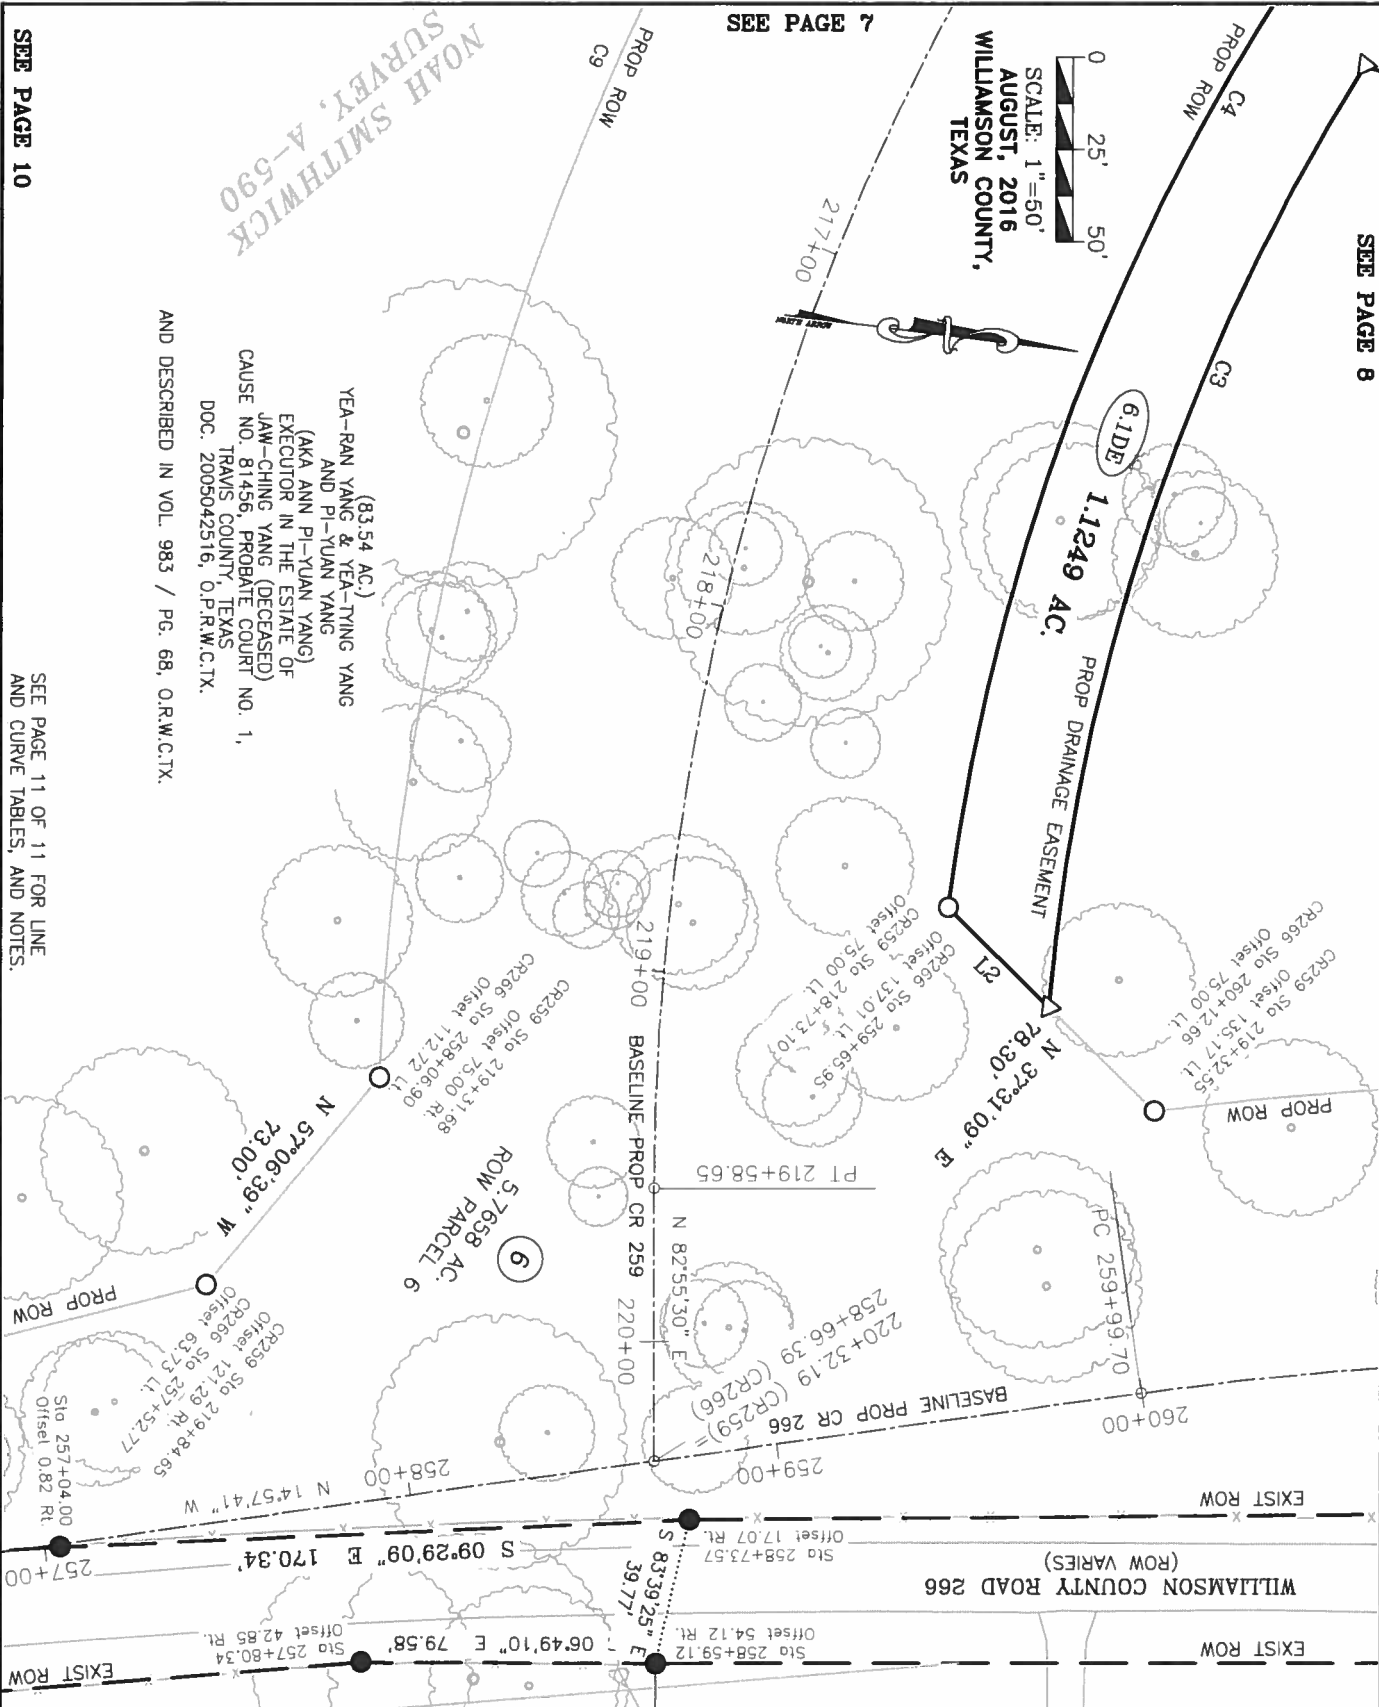 SEE PAGE 7
SEE PAGE 8
SEE PAGE 10
0 25' 50'
SCALE: 1"=50'
AUGUST, 2016
WILLIAMSON COUNTY,
TEXAS
PROP ROW
C4
C3
PROP ROW
C9
NOAH SMITHWICK
SURVEY, A-590
217+00
218+00
219+00
220+00
6.1DE
1.1249 AC.
PROP DRAINAGE EASEMENT
(83.54 AC.)
YEA-RAN YANG & YEA-TYING YANG
AND PI-YUAN YANG
(AKA ANN PI-YUAN YANG)
EXECUTOR IN THE ESTATE OF
JAW-CHING YANG (DECEASED)
CAUSE NO. 81456, PROBATE COURT NO. 1,
TRAVIS COUNTY, TEXAS
DOC. 2005042516, O.P.R.W.C.TX.
AND DESCRIBED IN VOL. 983 / PG. 68, O.R.W.C.TX.
SEE PAGE 11 OF 11 FOR LINE
AND CURVE TABLES, AND NOTES.
L2
CR266 Sta 259+65.95
Offset 137.01 Lt.
CR259 Sta 218+73.10
Offset 75.00 Lt.
CR259 Sta 219+32.55
Offset 135.17 Lt.
CR266 Sta 260+12.66
Offset 75.00 Lt.
N 37°31'09" E
78.30'
PROP ROW
CR259 Sta 219+31.68
Offset 75.00 Rt.
CR266 Sta 258+06.90
Offset 112.72 Lt.
N 57°06'39" W
73.00'
BASELINE PROP CR 259
PT 219+58.65
N 82°55'30" E
6
5.7658 AC.
ROW PARCEL 6
220+32.19 (CR259)=
258+66.39 (CR266)
PC 259+99.70
BASELINE PROP CR 266
260+00
259+00
258+00
257+00
N 14°57'41" W
PROP ROW
CR259 Sta 219+84.65
Offset 121.29 Rt.
CR266 Sta 257+52.77
Offset 63.73 Lt.
Sta 257+04.00
Offset 0.82 Rt.
S 09°29'09" E 170.34'
S 83°39'25" E
39.77'
Sta 258+73.57
Offset 17.07 Rt.
EXIST ROW
WILLIAMSON COUNTY ROAD 266
(ROW VARIES)
Sta 258+59.12
Offset 54.12 Rt.
06°49'10" E 79.58'
Sta 257+80.34
Offset 42.85 Rt.
EXIST ROW
EXIST ROW